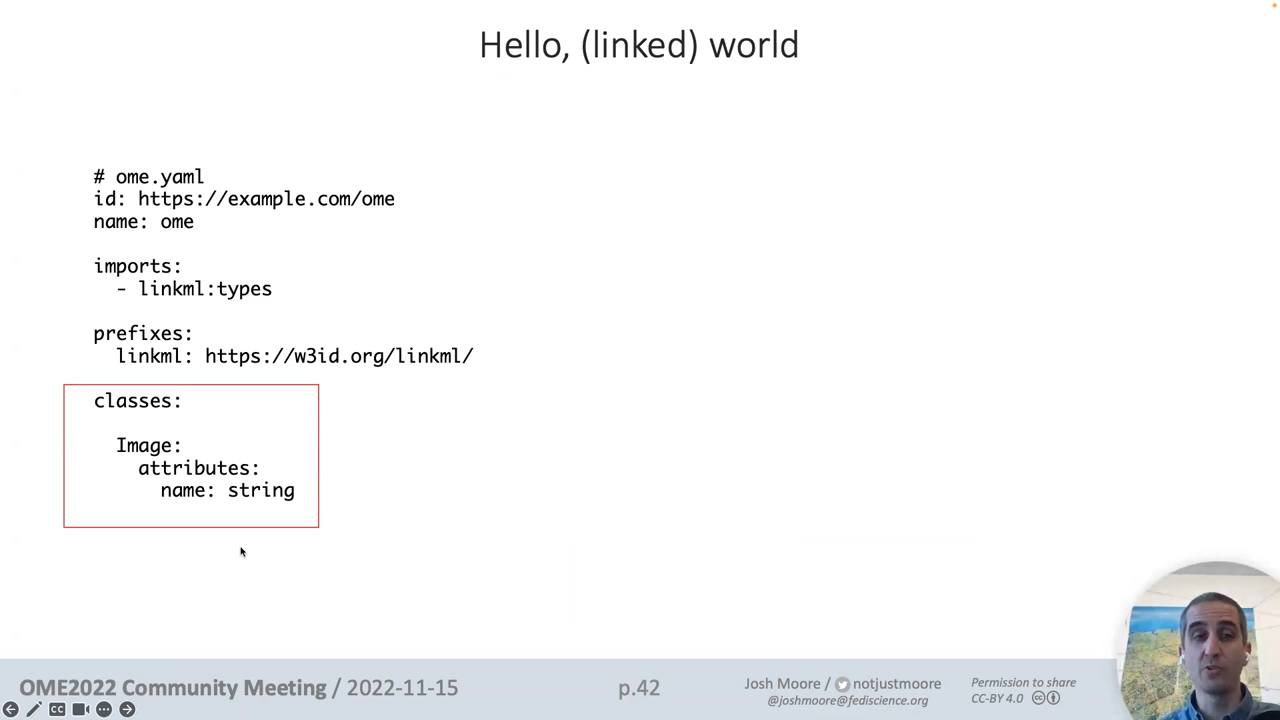 Hello, (linked) world
# ome.yaml
id: https://example.com/ome
name: ome
imports:
- linkml:types
prefixes:
linkml: https://w3id.org/linkml/
classes:
Image:
attributes:
name: string
OME2022 Community Meeting / 2022-11-15
p.42
Josh Moore / notjustmoore
@joshmoore@fediscience.org
Permission to share
CC-BY 4.0
CC